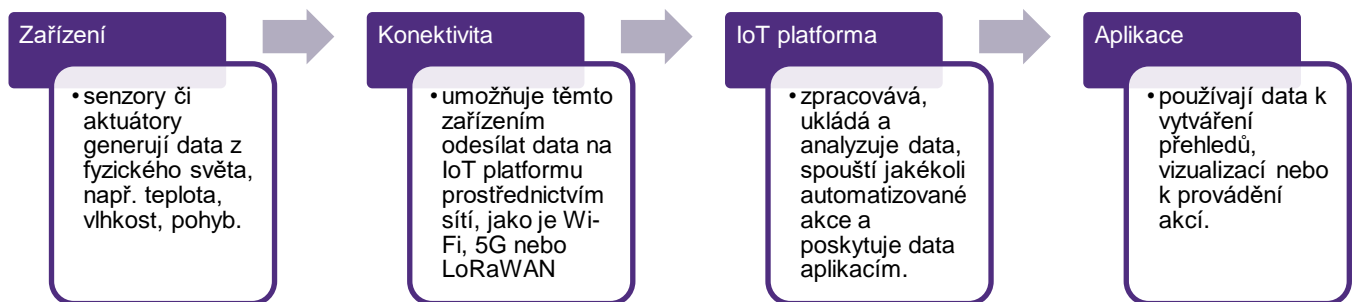 Zařízení
• senzory či
aktuátory
generují data z
fyzického světa,
např. teplota,
vlhkost, pohyb.
Konektivita
• umožňuje těmto
zařízením
odesílat data na
IoT platformu
prostřednictvím
sítí, jako je Wi-
Fi, 5G nebo
LoRaWAN
IoT platforma
• zpracovává,
ukládá a
analyzuje data,
spouští jakékoli
automatizované
akce a
poskytuje data
aplikacím.
Aplikace
• používají data k
vytváření
přehledů,
vizualizací nebo
k provádění
akcí.